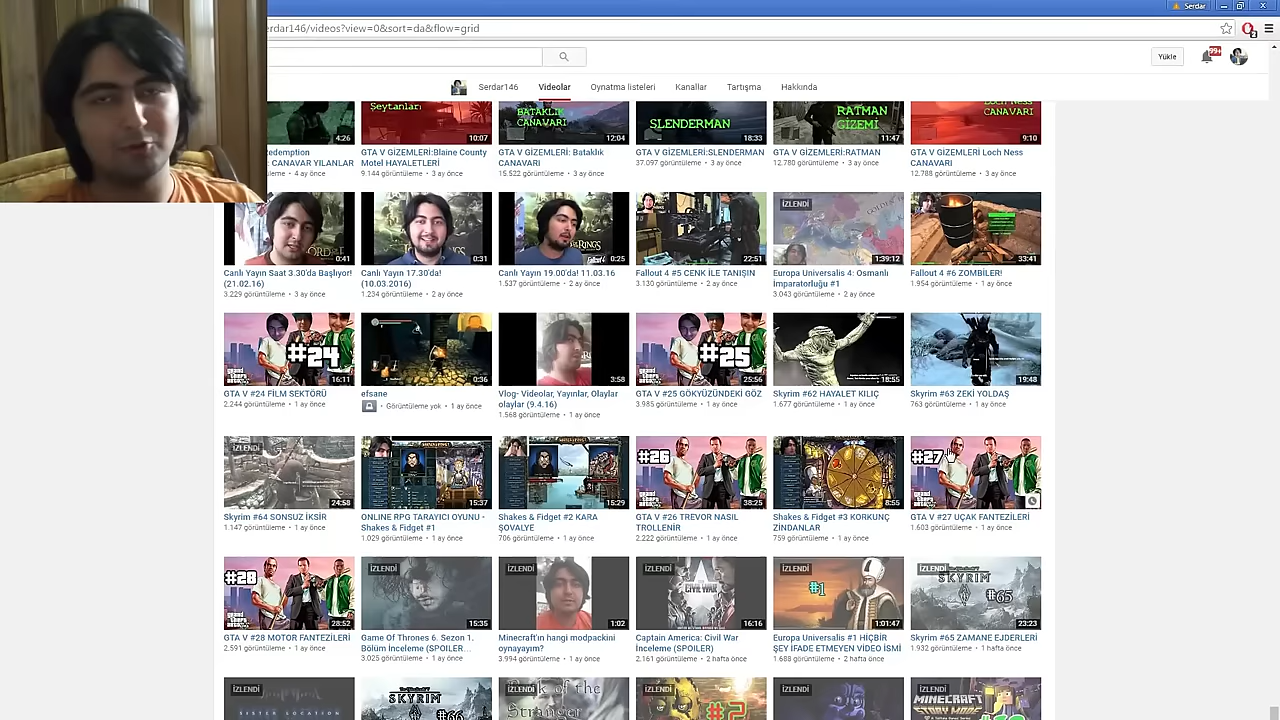 Serdar
erdar146/videos?view=0&sort=da&flow=grid
Yükle
99+
Serdar146
Videolar
Oynatma listeleri
Kanallar
Tartışma
Hakkında
4:26
Şeytanları
10:07
BATAKLIK
CANAVARI
12:04
SLENDERMAN
18:33
RATMAN
GİZEMİ
11:47
LOCH NESS
CANAVARI
9:10
edemption
: CANAVAR YILANLAR
leme • 4 ay önce
GTA V GİZEMLERİ:Blaine County
Motel HAYALETLERİ
9.144 görüntüleme • 3 ay önce
GTA V GİZEMLERİ: Bataklık
CANAVARI
15.522 görüntüleme • 3 ay önce
GTA V GİZEMLERİ:SLENDERMAN
37.097 görüntüleme • 3 ay önce
GTA V GİZEMLERİ:RATMAN
12.780 görüntüleme • 3 ay önce
GTA V GİZEMLERİ Loch Ness
CANAVARI
12.788 görüntüleme • 3 ay önce
0:41
0:31
0:25
22:51
İZLENDİ
1:39:12
33:41
Canlı Yayın Saat 3.30'da Başlıyor!
(21.02.16)
3.229 görüntüleme • 3 ay önce
Canlı Yayın 17.30'da!
(10.03.2016)
1.234 görüntüleme • 2 ay önce
Canlı Yayın 19.00'da! 11.03.16
1.537 görüntüleme • 2 ay önce
Fallout 4 #5 CENK İLE TANIŞIN
3.130 görüntüleme • 2 ay önce
Europa Universalis 4: Osmanlı
İmparatorluğu #1
3.043 görüntüleme • 2 ay önce
Fallout 4 #6 ZOMBİLER!
1.954 görüntüleme • 1 ay önce
#24
16:11
0:36
3:58
#25
25:56
18:55
19:48
GTA V #24 FİLM SEKTÖRÜ
2.244 görüntüleme • 1 ay önce
efsane
• Görüntüleme yok • 1 ay önce
Vlog- Videolar, Yayınlar, Olaylar
olaylar (9.4.16)
1.568 görüntüleme • 1 ay önce
GTA V #25 GÖKYÜZÜNDEKİ GÖZ
3.985 görüntüleme • 1 ay önce
Skyrim #62 HAYALET KILIÇ
1.677 görüntüleme • 1 ay önce
Skyrim #63 ZEKİ YOLDAŞ
763 görüntüleme • 1 ay önce
İZLENDİ
24:58
15:37
15:29
#26
38:25
8:55
#27
Skyrim #64 SONSUZ İKSİR
1.147 görüntüleme • 1 ay önce
ONLINE RPG TARAYICI OYUNU -
Shakes & Fidget #1
1.029 görüntüleme • 1 ay önce
Shakes & Fidget #2 KARA
ŞOVALYE
706 görüntüleme • 1 ay önce
GTA V #26 TREVOR NASIL
TROLLENİR
2.222 görüntüleme • 1 ay önce
Shakes & Fidget #3 KORKUNÇ
ZİNDANLAR
759 görüntüleme • 1 ay önce
GTA V #27 UÇAK FANTEZİLERİ
1.603 görüntüleme • 1 ay önce
#28
28:52
İZLENDİ
15:35
İZLENDİ
1:02
İZLENDİ
CIVIL WAR
16:16
İZLENDİ
#1
1:01:47
İZLENDİ
SKYRIM
#65
23:23
GTA V #28 MOTOR FANTEZİLERİ
2.591 görüntüleme • 1 ay önce
Game Of Thrones 6. Sezon 1.
Bölüm İnceleme (SPOILER...
3.025 görüntüleme • 1 ay önce
Minecraft'ın hangi modpackini
oynayayım?
3.994 görüntüleme • 1 ay önce
Captain America: Civil War
İnceleme (SPOILER)
2.161 görüntüleme • 2 hafta önce
Europa Universalis #1 HİÇBİR
ŞEY İFADE ETMEYEN VİDEO İSMİ
1.688 görüntüleme • 2 hafta önce
Skyrim #65 ZAMANE EJDERLERİ
1.932 görüntüleme • 1 hafta önce
İZLENDİ
SISTER LOCATION
İZLENDİ
SKYRIM
#66
İZLENDİ
of the
Stranger
İZLENDİ
#2
İZLENDİ
İZLENDİ
MINECRAFT